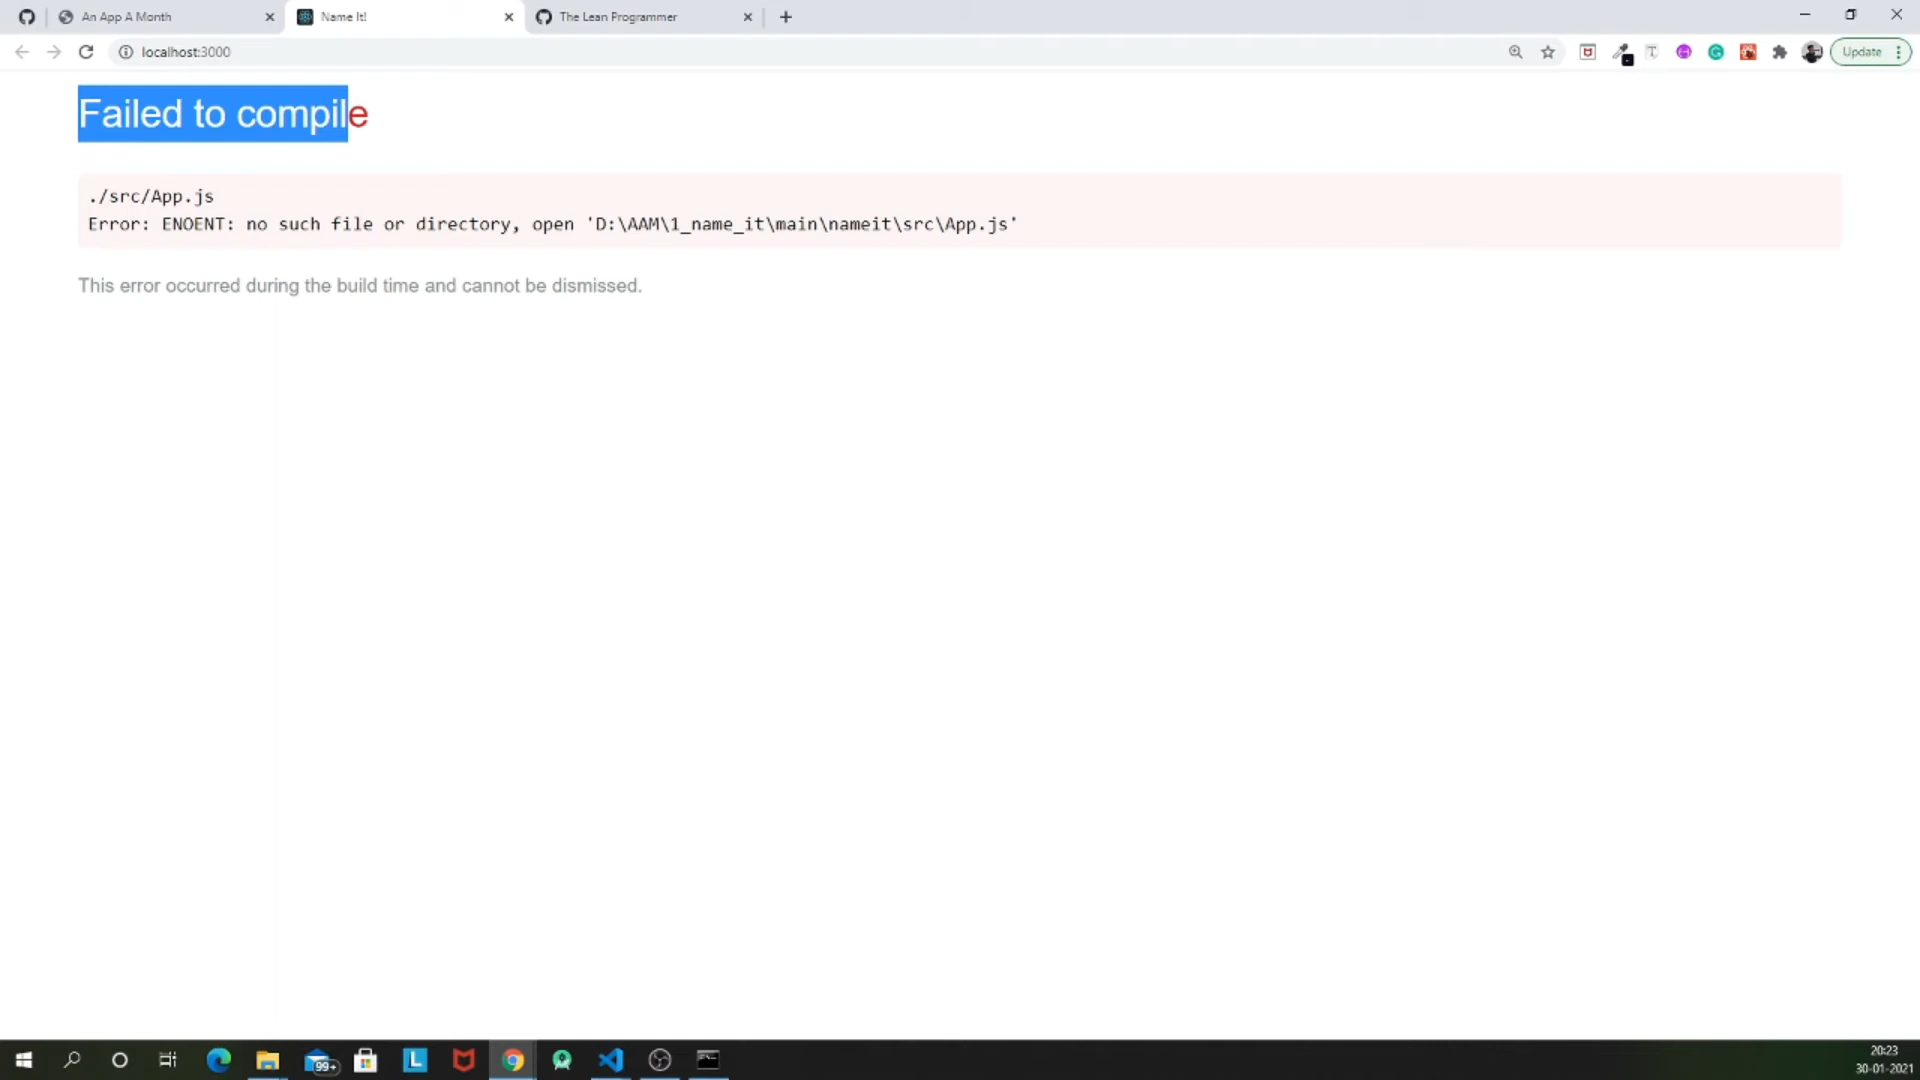 An App A Month
Name It!
The Lean Programmer
localhost:3000
Update
Failed to compile
./src/App.js
Error: ENOENT: no such file or directory, open 'D:\AAM\1_name_it\main\nameit\src\App.js'
This error occurred during the build time and cannot be dismissed.
99+
20:23
30-01-2021